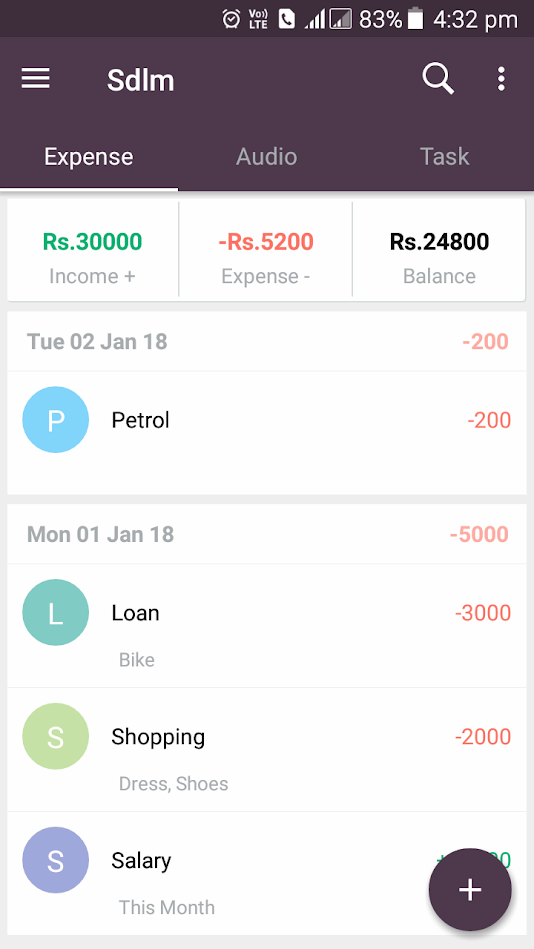 Vo)) LTE 83% 4:32 pm
Sdlm
Expense Audio Task
Rs.30000 -Rs.5200 Rs.24800
Income + Expense - Balance
Tue 02 Jan 18 -200
P Petrol -200
Mon 01 Jan 18 -5000
L Loan -3000
Bike
S Shopping -2000
Dress, Shoes
S Salary
This Month
+